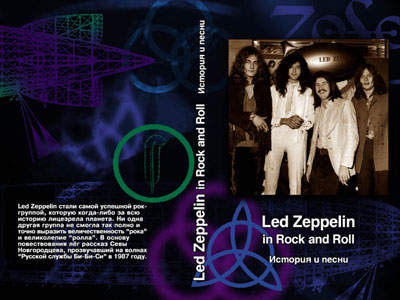 Led Zeppelin стали самой успешной рок-
группой, которую когда-либо за всю
историю лицезрела планета. Ни одна
другая группа не смогла так полно и
точно выразить величественность "рока"
и великолепие "ролла". В основу
повествования лёг рассказ Севы
Новгородцева, прозвучавший на волнах
"Русской службы Би-Би-Си" в 1987 году.
Led Zeppelin in Rock and Roll История и песни
LED ZEP
Led Zeppelin
in Rock and Roll
История и песни